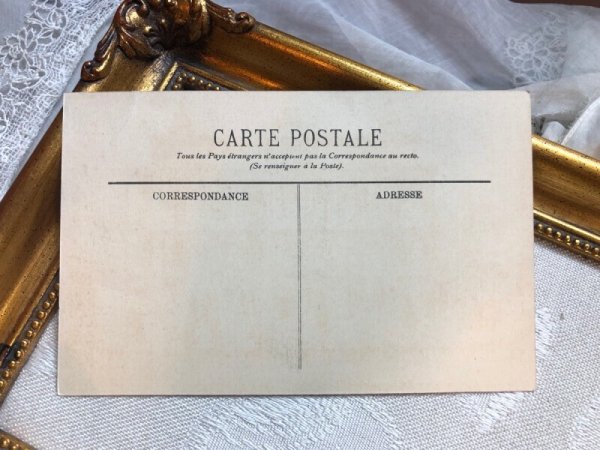 CARTE POSTALE
Tous les Pays étrangers n'acceptent pas la Correspondance au recto.
(Se renseigner à la Poste).
CORRESPONDANCE
ADRESSE